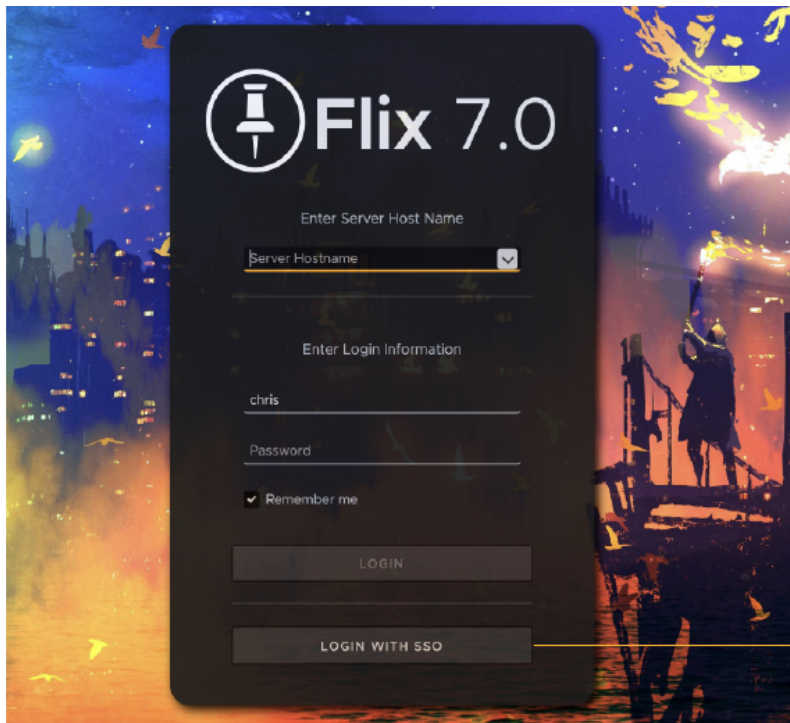 Flix 7.0
Enter Server Host Name
Server Hostname
Enter Login Information
chris
Password
Remember me
LOGIN
LOGIN WITH SSO